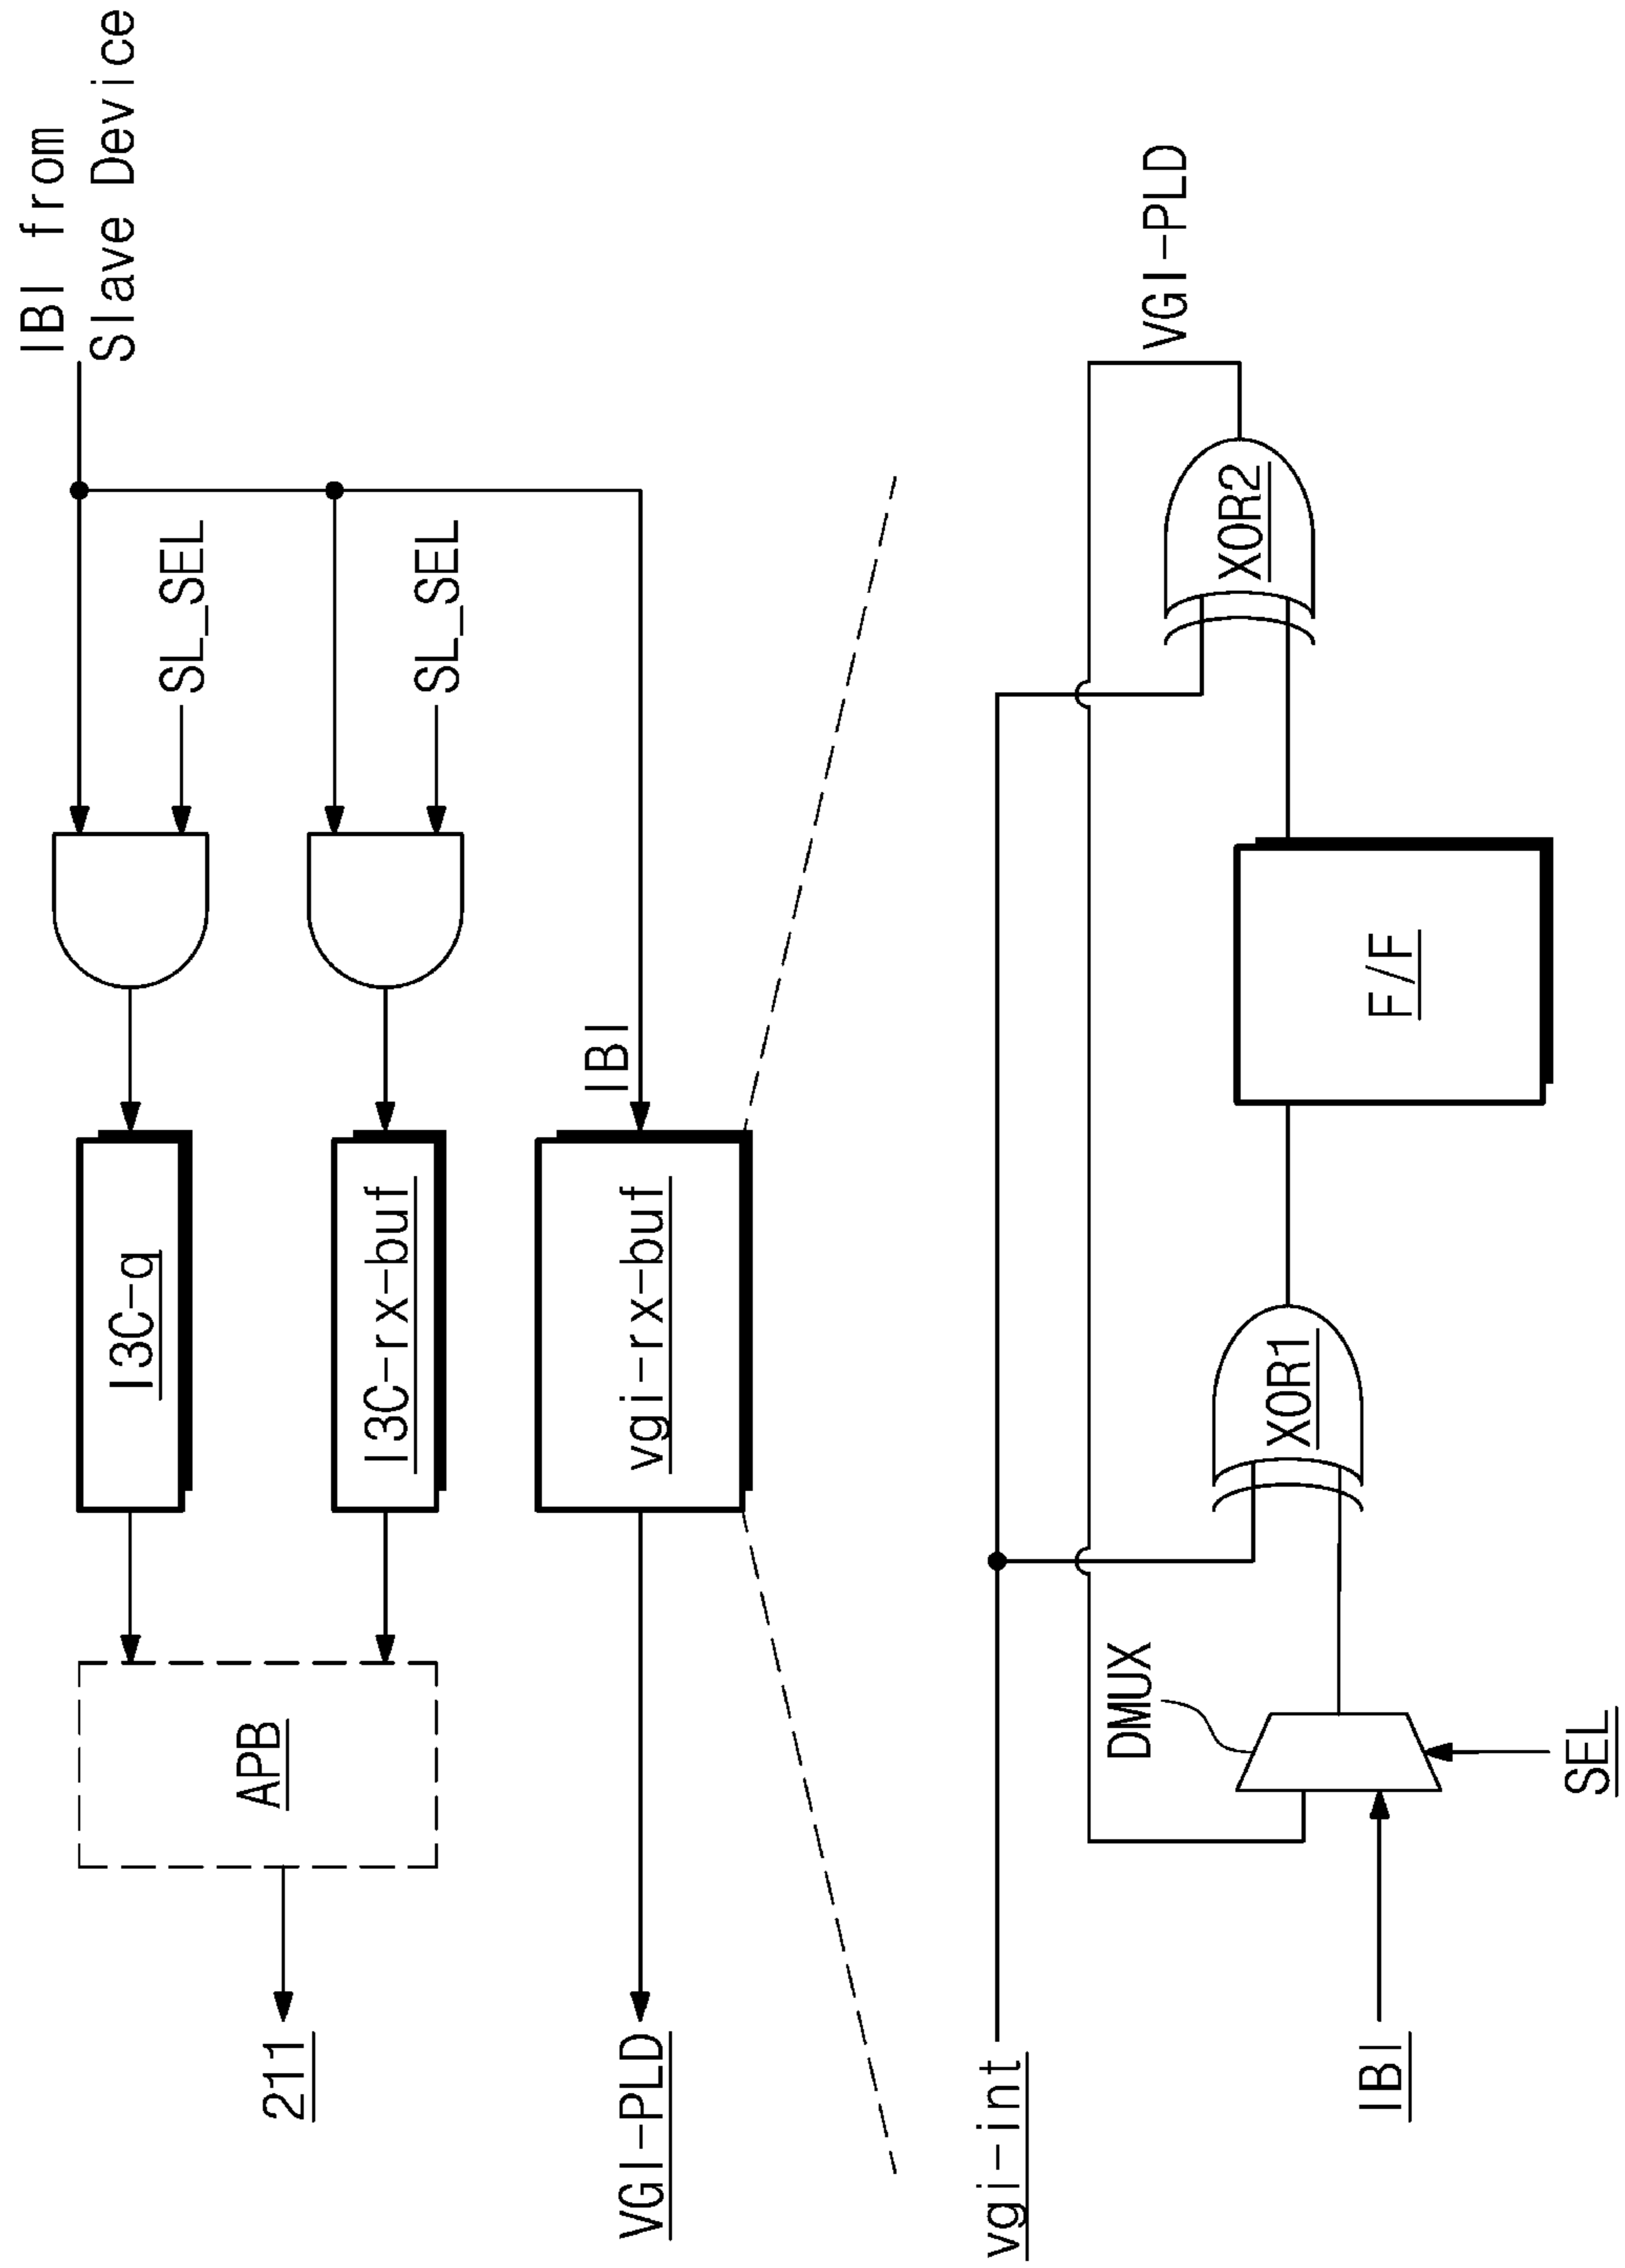 IBI from
Slave Device
SL_SEL
I3C-q
APB
211
SL_SEL
I3C-rx-buf
IBI
vgi-rx-buf
VGI-PLD
vgi-int
VGI-PLD
DMUX
XOR1
XOR2
F/F
IBI
SEL